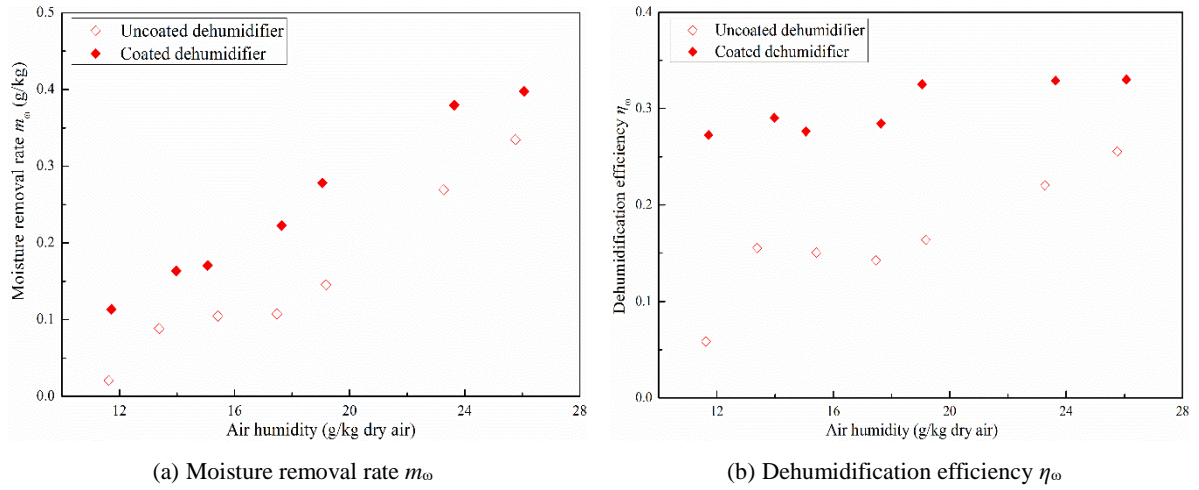 Uncoated dehumidifier
Coated dehumidifier
Moisture removal rate mω (g/kg)
0.5
0.4
0.3
0.2
0.1
0.0
12 16 20 24 28
Air humidity (g/kg dry air)
(a) Moisture removal rate mω
Uncoated dehumidifier
Coated dehumidifier
Dehumidification efficiency ηω
0.4
0.3
0.2
0.1
0.0
12 16 20 24 28
Air humidity (g/kg dry air)
(b) Dehumidification efficiency ηω